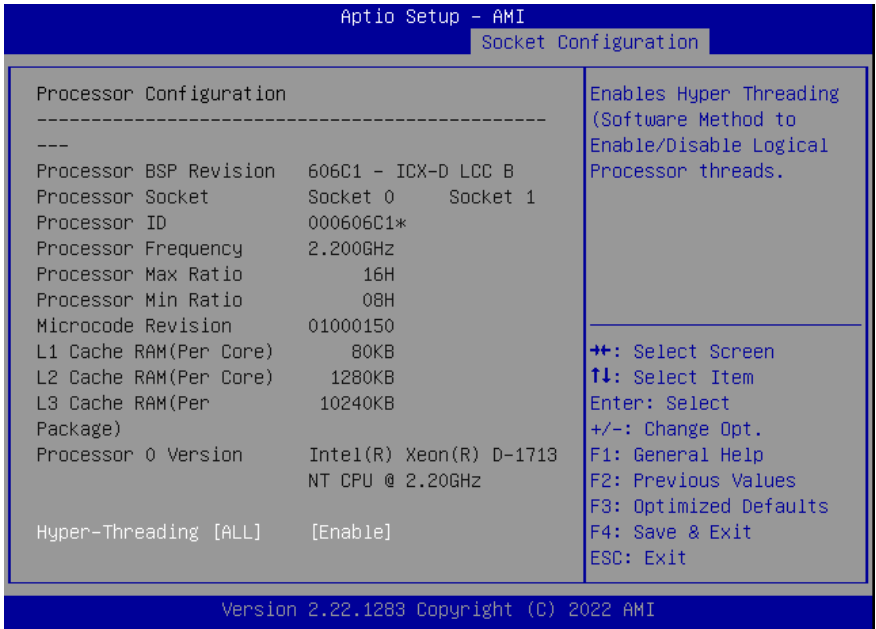 Aptio Setup – AMI
Socket Configuration
Processor Configuration
-----------------------------------------------
---
Processor BSP Revision 606C1 – ICX-D LCC B
Processor Socket Socket 0 Socket 1
Processor ID 000606C1*
Processor Frequency 2.200GHz
Processor Max Ratio 16H
Processor Min Ratio 08H
Microcode Revision 01000150
L1 Cache RAM(Per Core) 80KB
L2 Cache RAM(Per Core) 1280KB
L3 Cache RAM(Per 10240KB
Package)
Processor 0 Version Intel(R) Xeon(R) D-1713
NT CPU @ 2.20GHz
Hyper-Threading [ALL] [Enable]
Enables Hyper Threading
(Software Method to
Enable/Disable Logical
Processor threads.
→←: Select Screen
↑↓: Select Item
Enter: Select
+/-: Change Opt.
F1: General Help
F2: Previous Values
F3: Optimized Defaults
F4: Save & Exit
ESC: Exit
Version 2.22.1283 Copyright (C) 2022 AMI